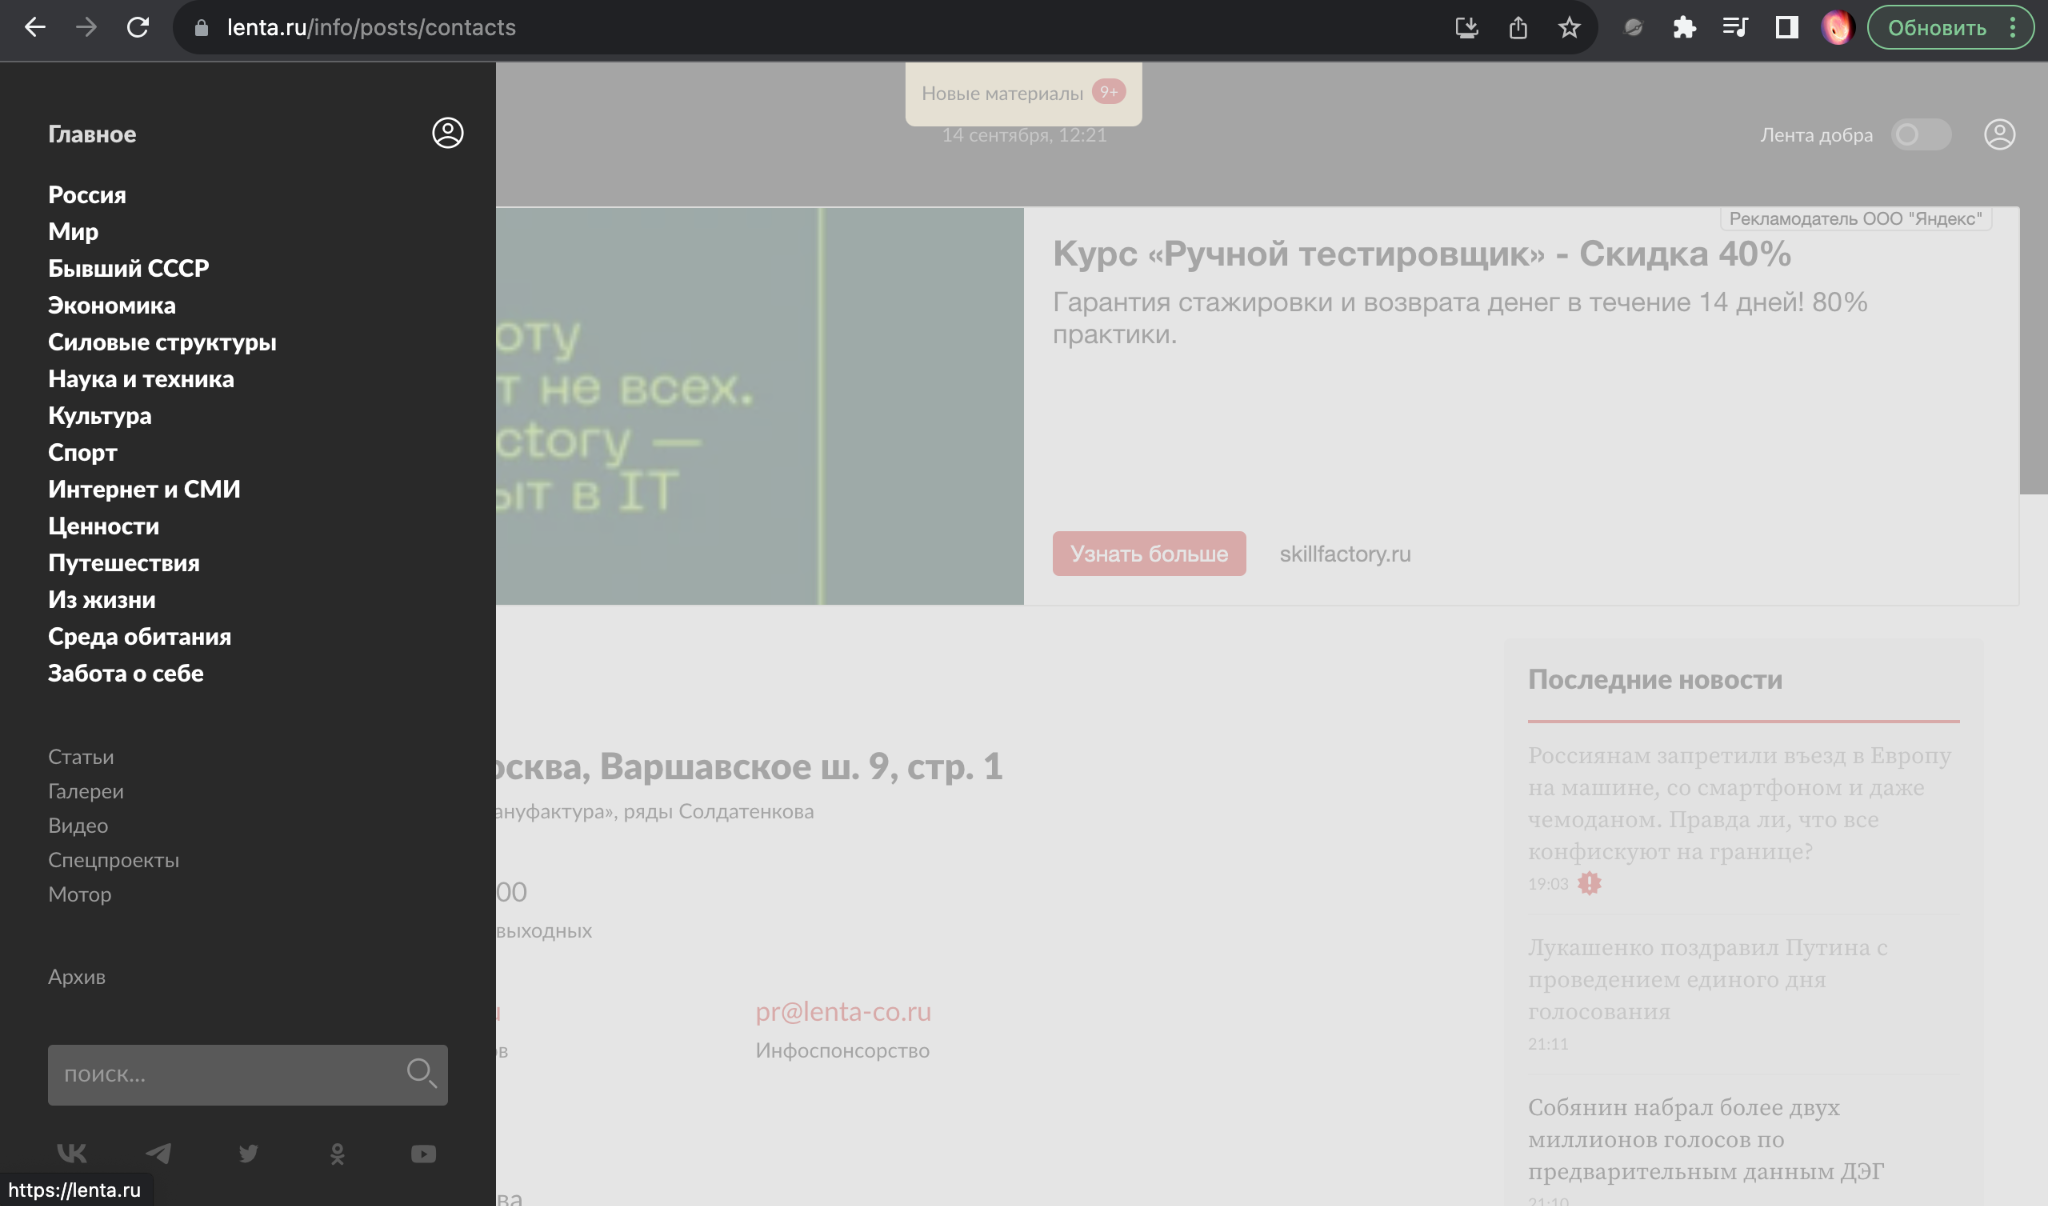 lenta.ru/info/posts/contacts
Обновить
Главное
Россия
Мир
Бывший СССР
Экономика
Силовые структуры
Наука и техника
Культура
Спорт
Интернет и СМИ
Ценности
Путешествия
Из жизни
Среда обитания
Забота о себе
Статьи
Галереи
Видео
Спецпроекты
Мотор
Архив
поиск...
https://lenta.ru
Новые материалы 9+
14 сентября, 12:21
Лента добра
оту
т не всех.
ctory —
ыт в IT
Рекламодатель ООО "Яндекс"
Курс «Ручной тестировщик» - Скидка 40%
Гарантия стажировки и возврата денег в течение 14 дней! 80%
практики.
Узнать больше
skillfactory.ru
осква, Варшавское ш. 9, стр. 1
ануфактура», ряды Солдатенкова
00
выходных
u
pr@lenta-co.ru
ов
Инфоспонсорство
ва
Последние новости
Россиянам запретили въезд в Европу
на машине, со смартфоном и даже
чемоданом. Правда ли, что все
конфискуют на границе?
19:03
Лукашенко поздравил Путина с
проведением единого дня
голосования
21:11
Собянин набрал более двух
миллионов голосов по
предварительным данным ДЭГ
21:10